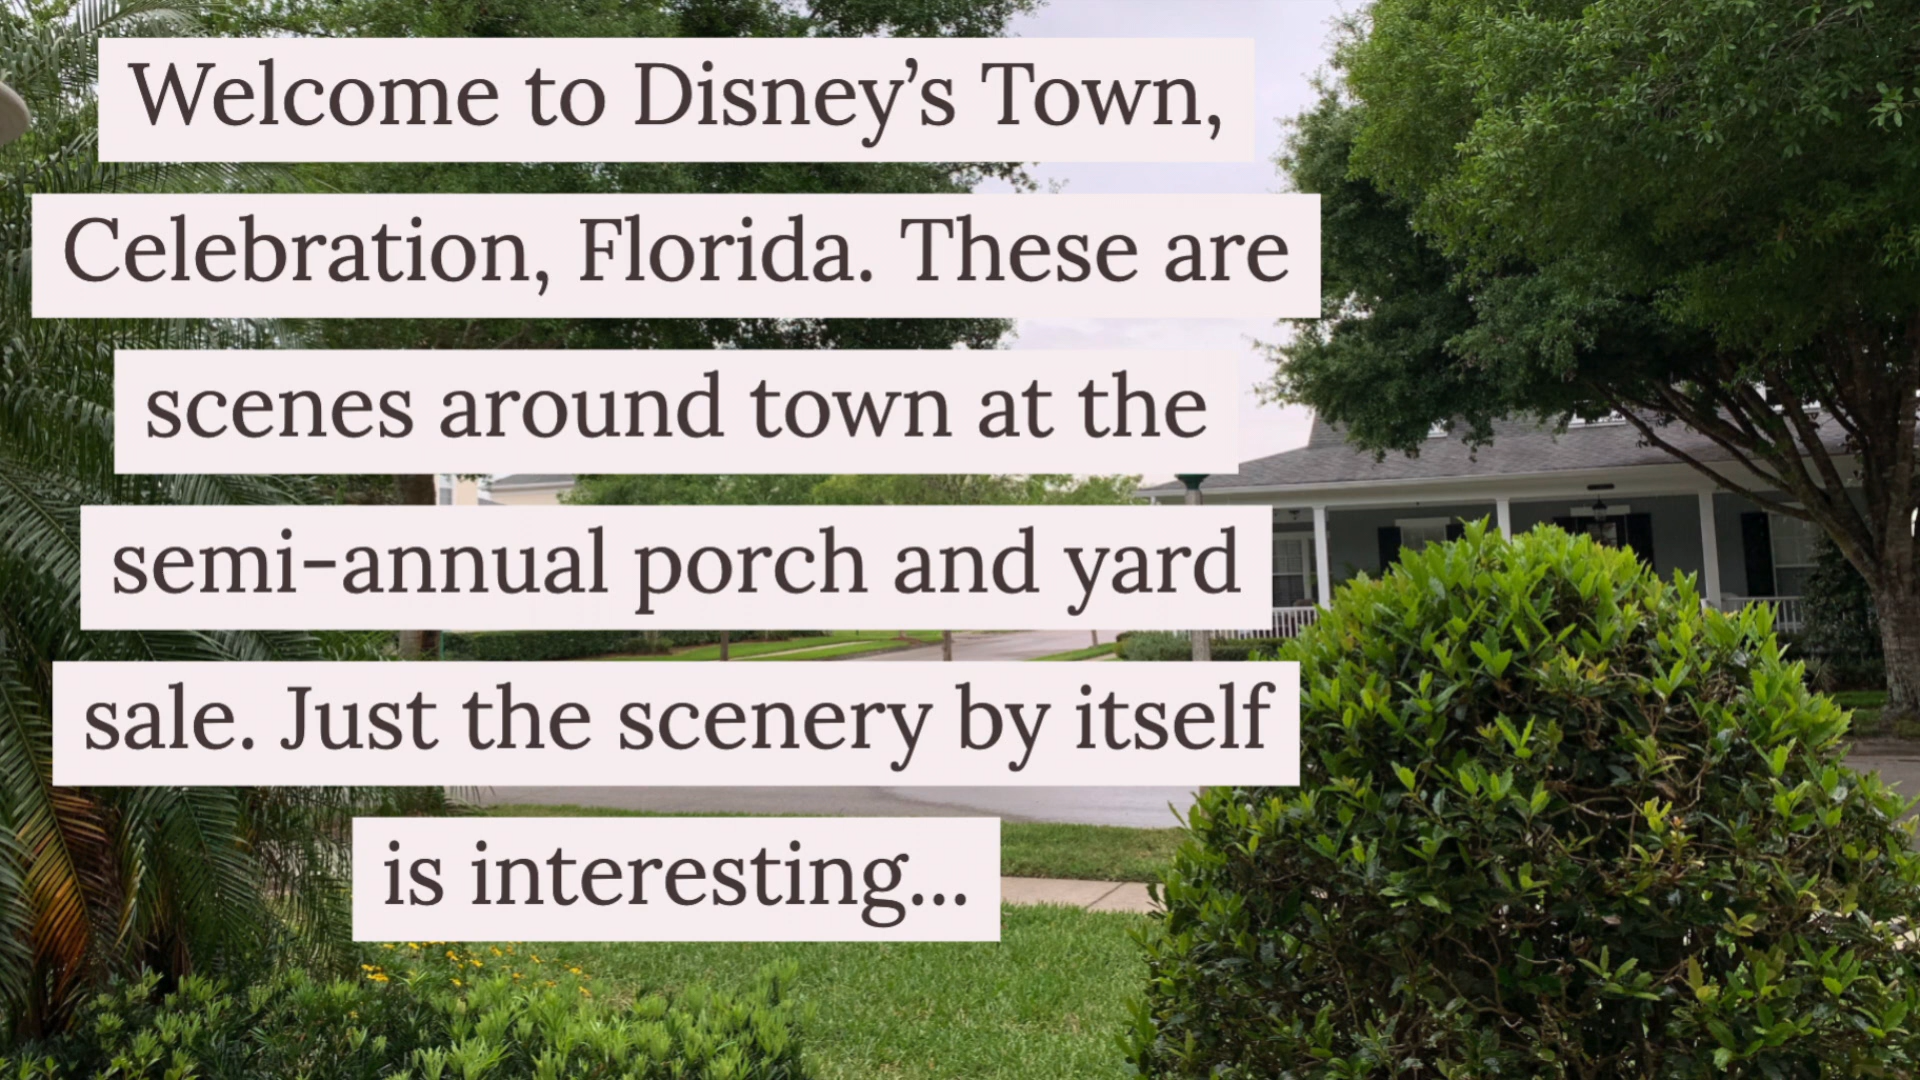 Welcome to Disney’s Town,
Celebration, Florida. These are
scenes around town at the
semi-annual porch and yard
sale. Just the scenery by itself
is interesting...